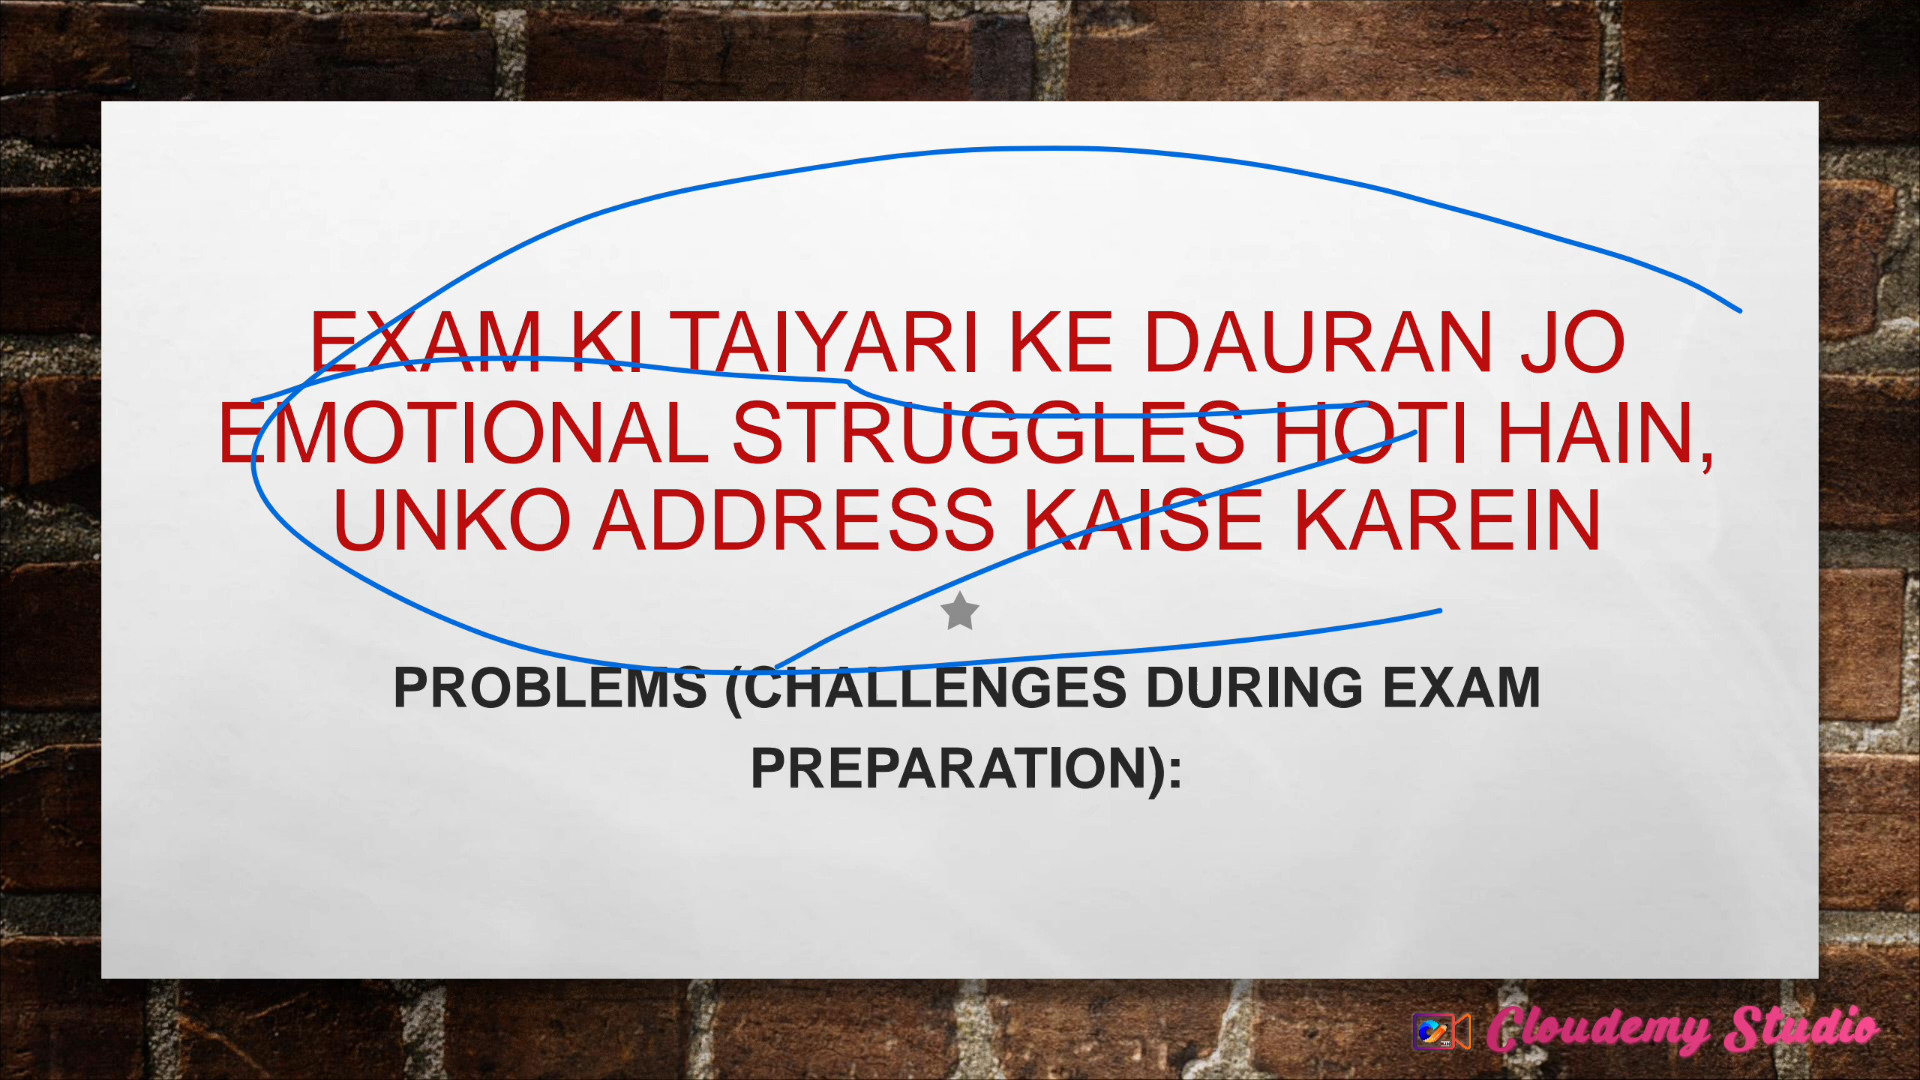 EXAM KI TAIYARI KE DAURAN JO
EMOTIONAL STRUGGLES HOTI HAIN,
UNKO ADDRESS KAISE KAREIN
PROBLEMS (CHALLENGES DURING EXAM
PREPARATION):
Cloudemy Studio